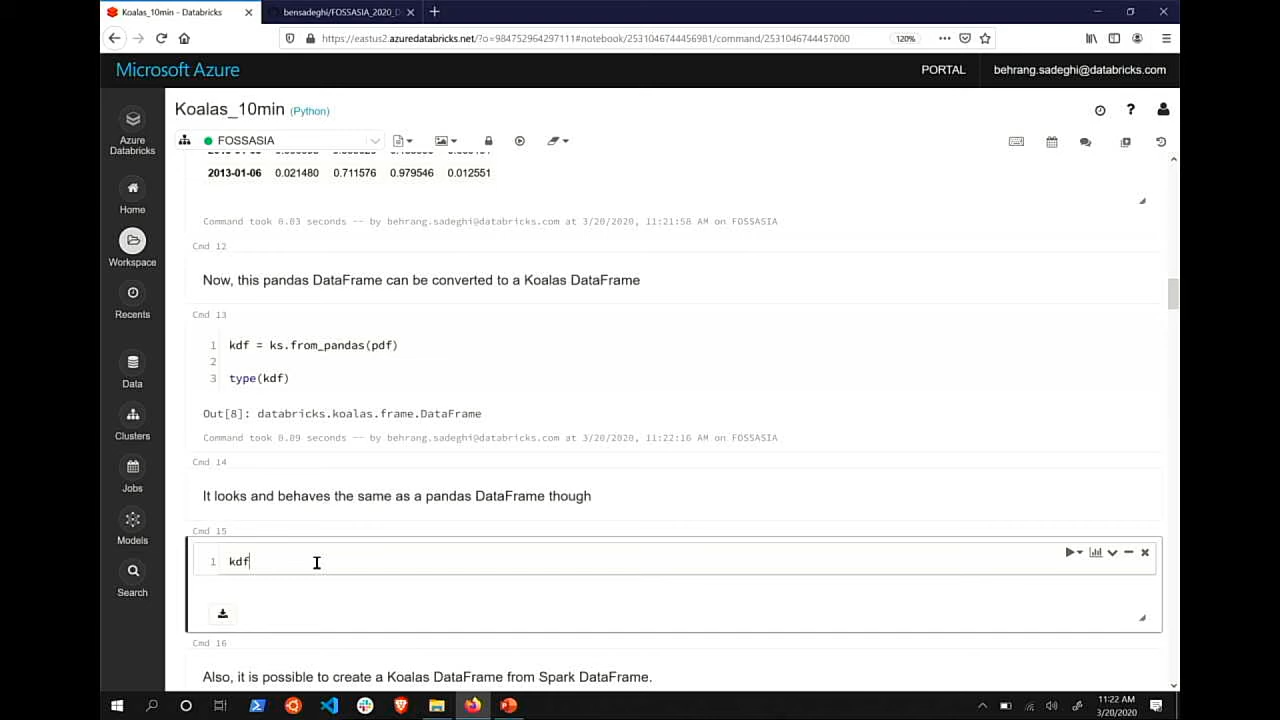 Koalas_10min - Databricks
bensadeghi/FOSSASIA_2020_D
https://eastus2.azuredatabricks.net/?o=984752964297111#notebook/2531046744456981/command/2531046744457000
120%
Microsoft Azure
PORTAL
behrang.sadeghi@databricks.com
Koalas_10min (Python)
FOSSASIA
Azure
Databricks
Home
Workspace
Recents
Data
Clusters
Jobs
Models
Search
2013-01-06 0.021480 0.711576 0.979546 0.012551
Command took 0.03 seconds -- by behrang.sadeghi@databricks.com at 3/20/2020, 11:21:58 AM on FOSSASIA
Cmd 12
Now, this pandas DataFrame can be converted to a Koalas DataFrame
Cmd 13
1 kdf = ks.from_pandas(pdf)
2
3 type(kdf)
Out[8]: databricks.koalas.frame.DataFrame
Command took 0.09 seconds -- by behrang.sadeghi@databricks.com at 3/20/2020, 11:22:16 AM on FOSSASIA
Cmd 14
It looks and behaves the same as a pandas DataFrame though
Cmd 15
1 kdf
Cmd 16
Also, it is possible to create a Koalas DataFrame from Spark DataFrame.
11:22 AM
3/20/2020